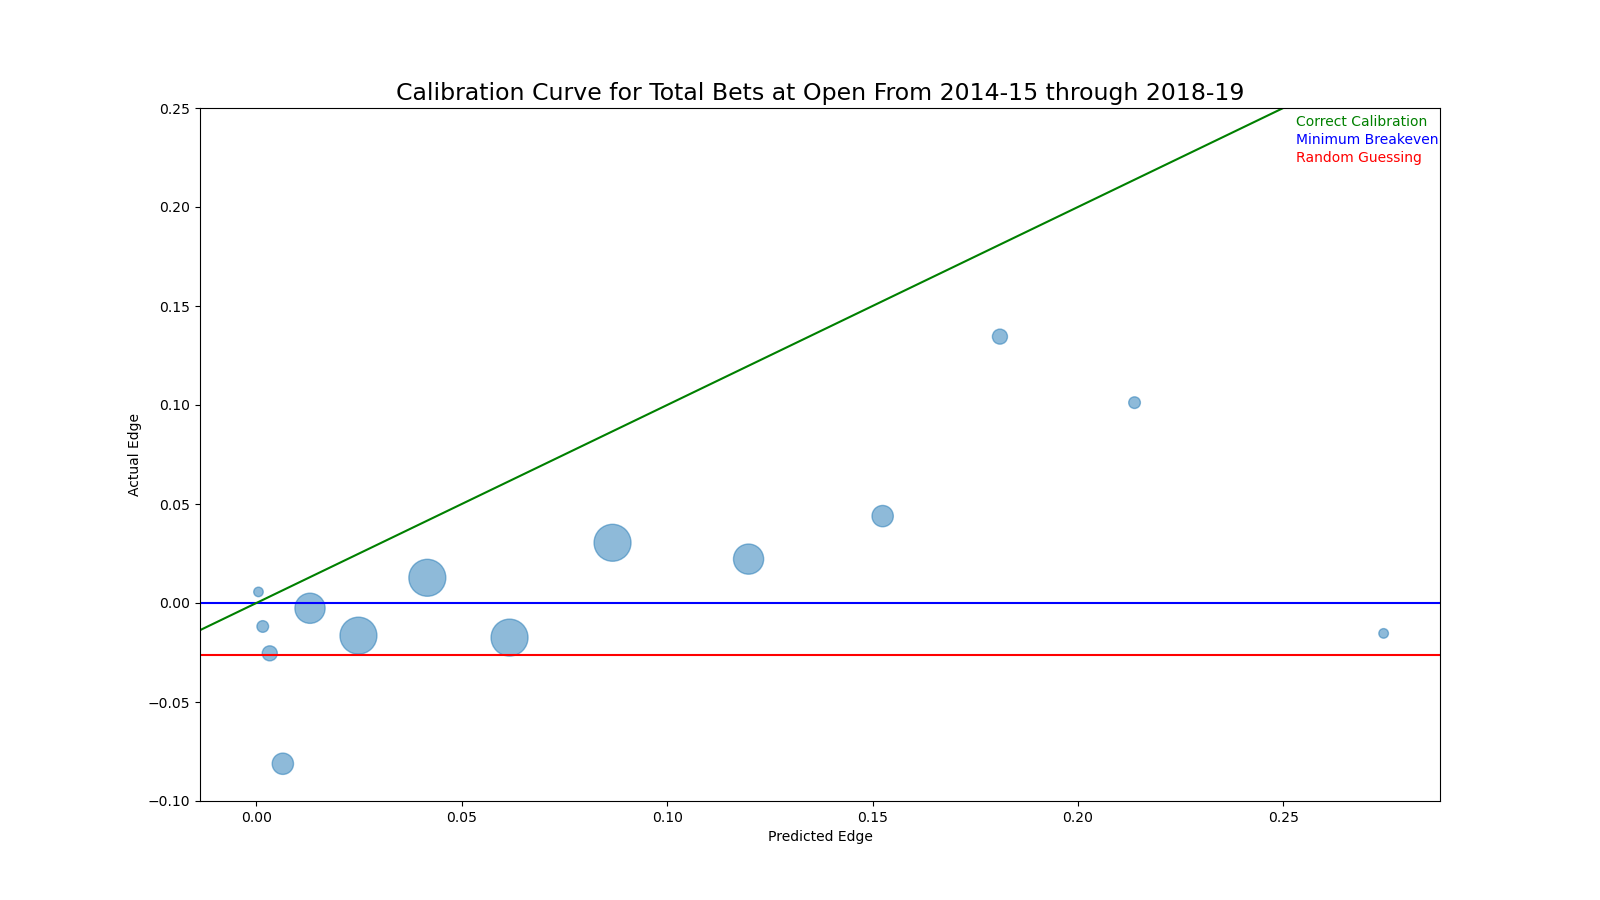 Calibration Curve for Total Bets at Open From 2014-15 through 2018-19
Correct Calibration
Minimum Breakeven
Random Guessing
0.25
0.20
0.15
0.10
0.05
0.00
−0.05
−0.10
Actual Edge
0.00 0.05 0.10 0.15 0.20 0.25
Predicted Edge